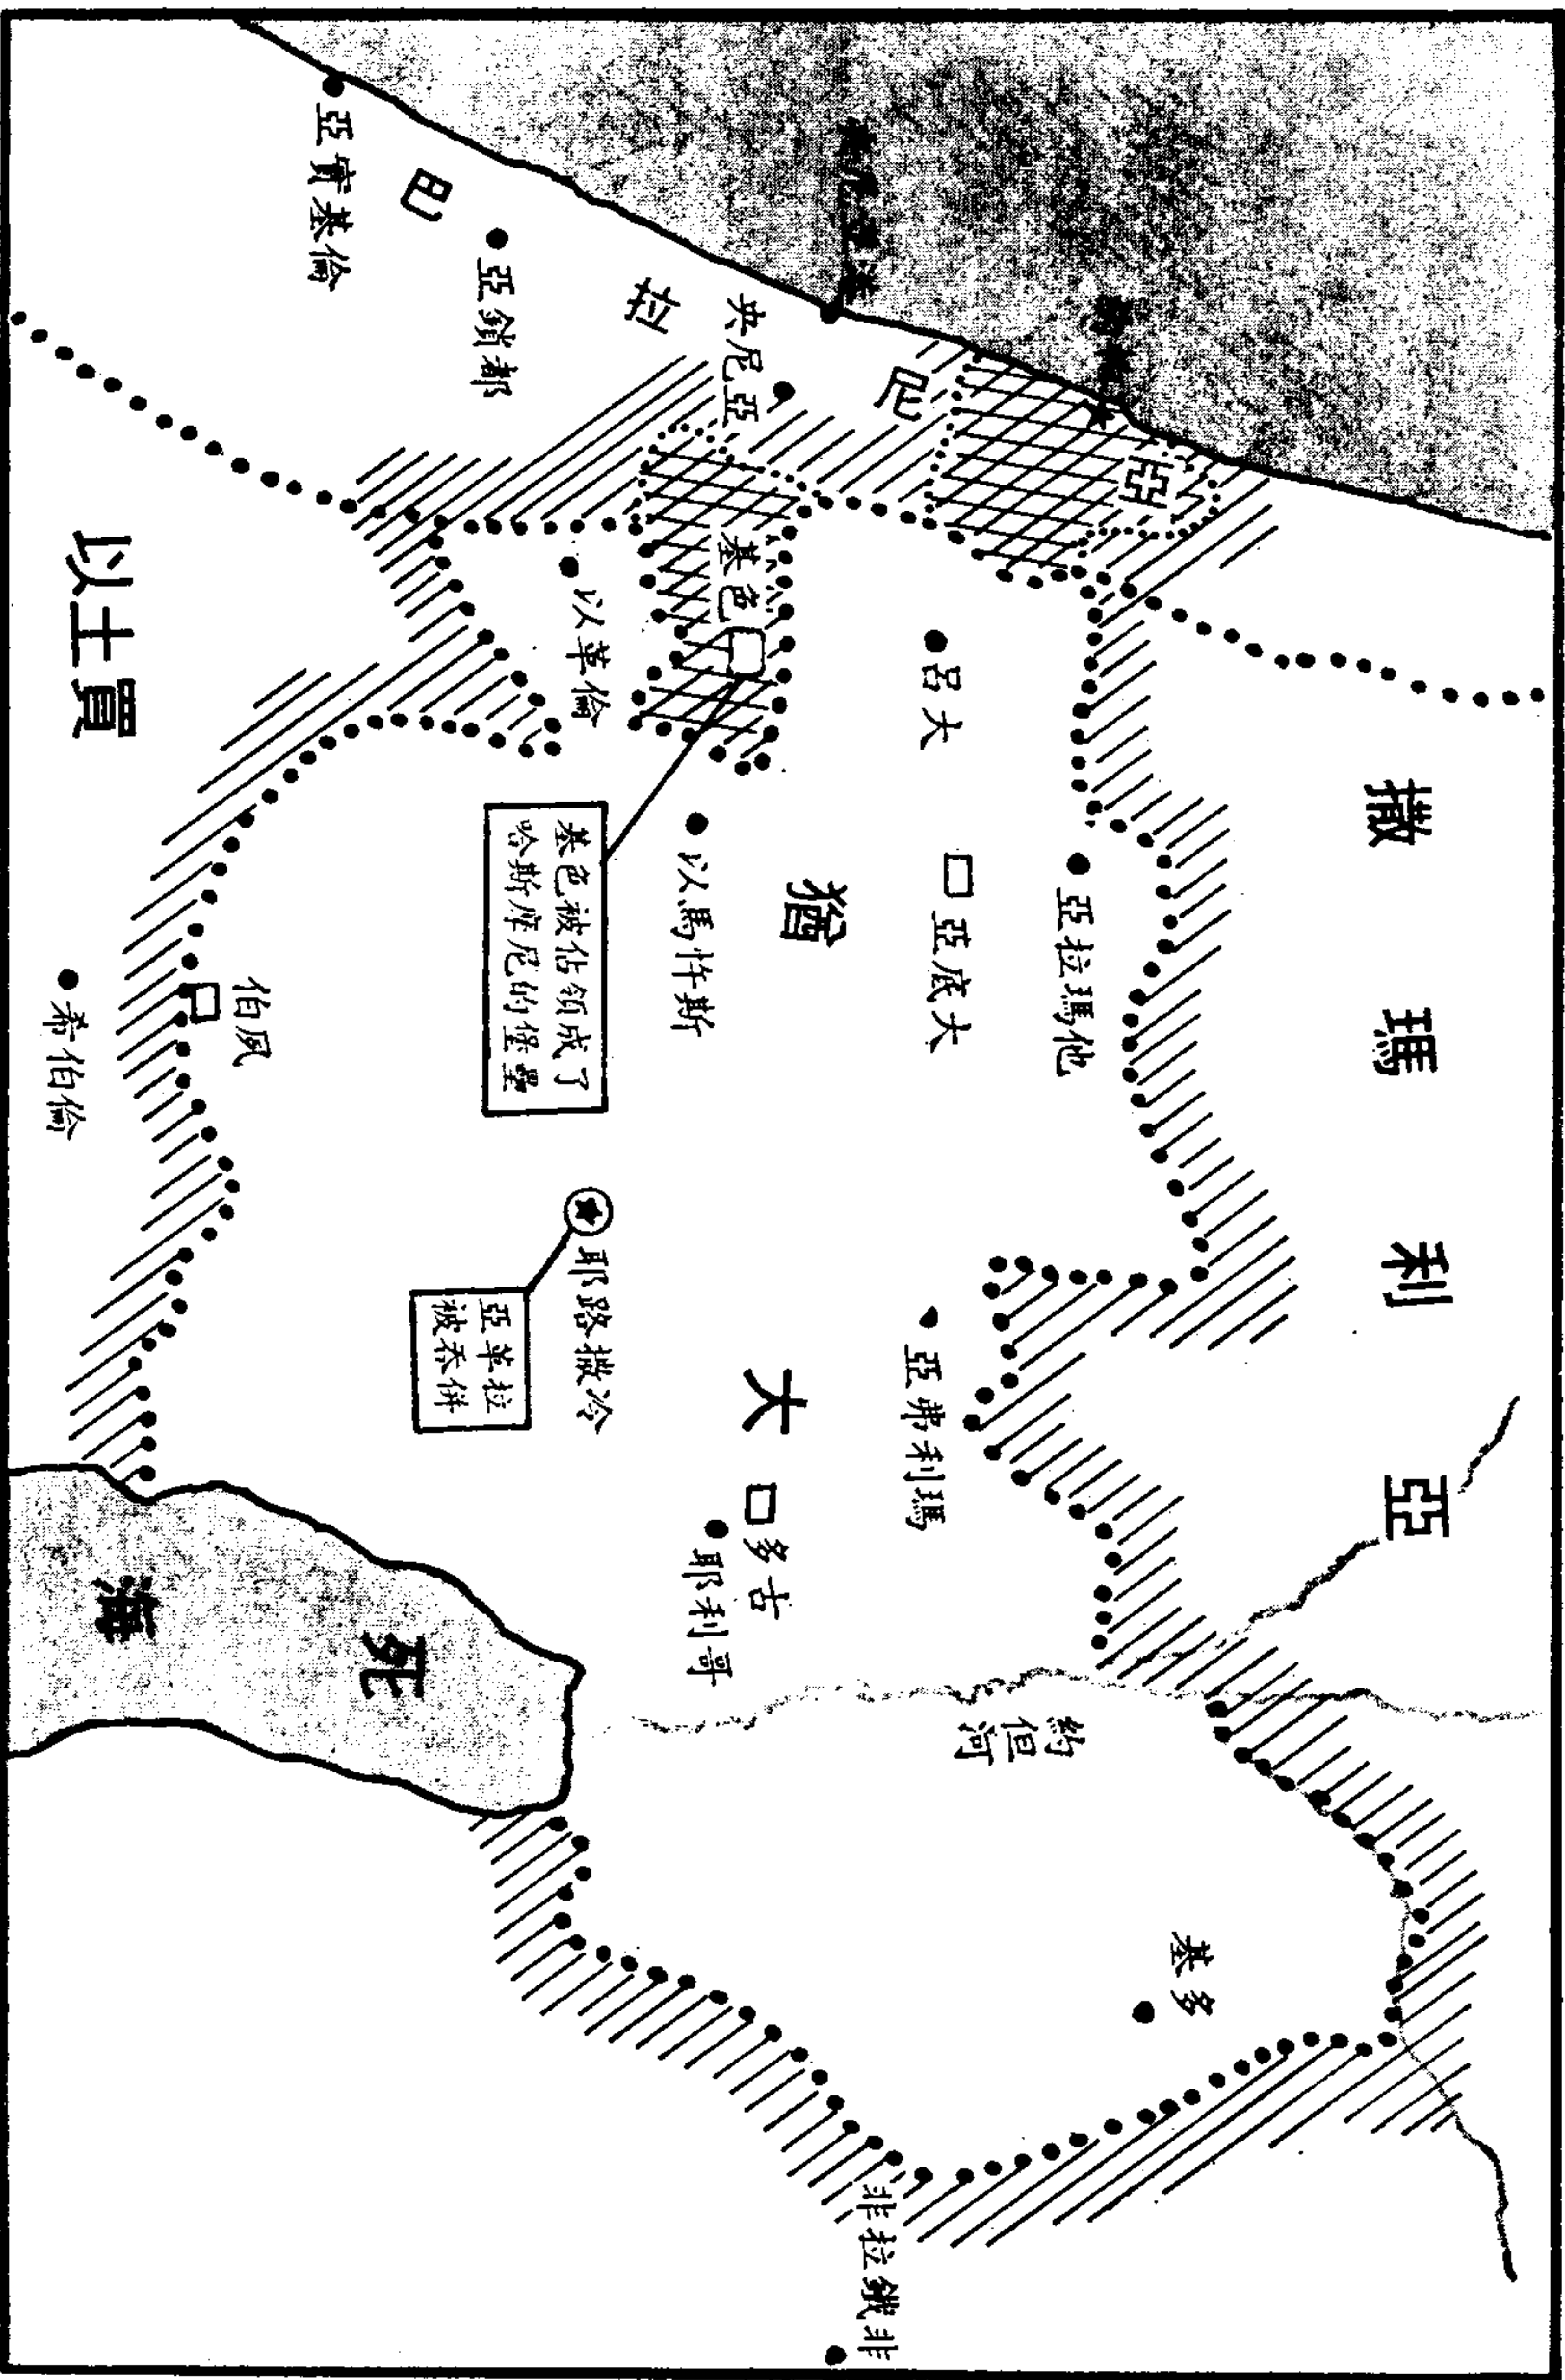 撒瑪利亞
亞
尼
拉
巴
呂大
亞拉瑪他
亞底大
央尼亞
基色
以革倫
亞鎖都
亞實基倫
以馬忤斯
猶大
基色被佔領成了
哈斯摩尼的堡壘
以土買
伯夙
希伯倫
耶路撒冷
亞革拉
被吞併
亞弗利瑪
多古
耶利哥
死海
約但河
基多
非拉鐵非